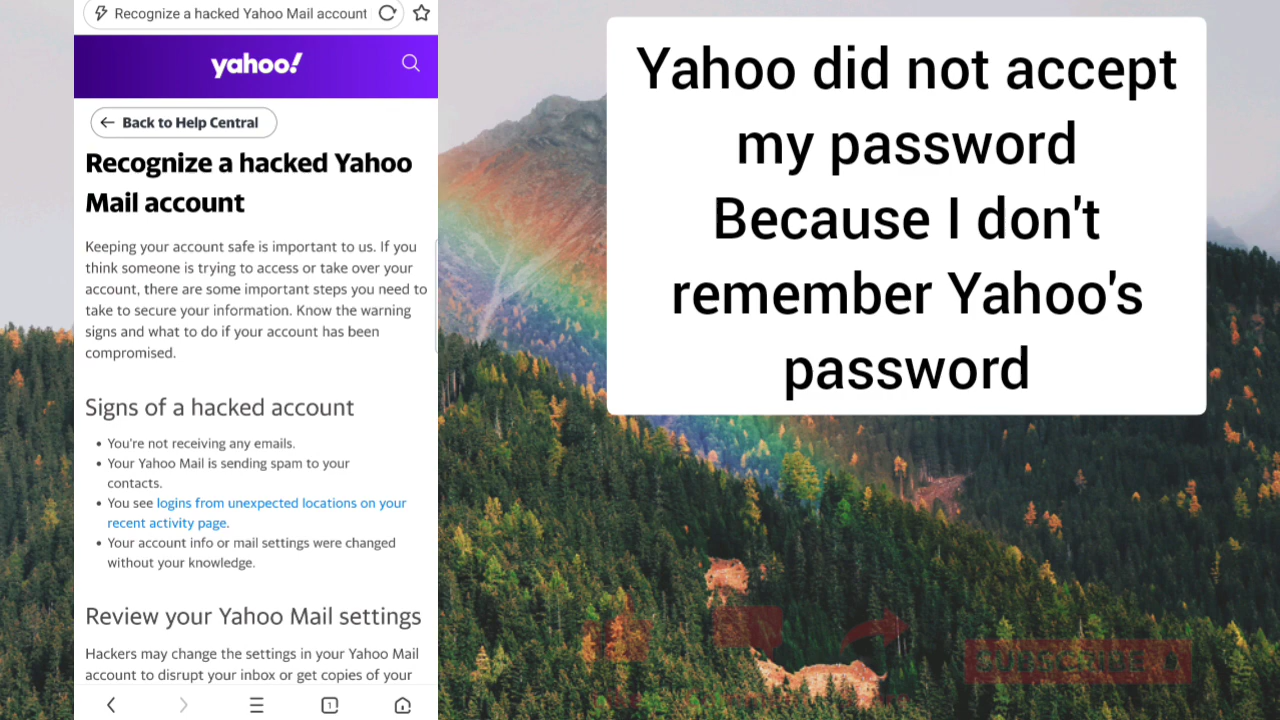 Recognize a hacked Yahoo Mail account
yahoo!
Back to Help Central
Recognize a hacked Yahoo
Mail account
Keeping your account safe is important to us. If you
think someone is trying to access or take over your
account, there are some important steps you need to
take to secure your information. Know the warning
signs and what to do if your account has been
compromised.
Signs of a hacked account
• You're not receiving any emails.
• Your Yahoo Mail is sending spam to your
contacts.
• You see logins from unexpected locations on your
recent activity page.
• Your account info or mail settings were changed
without your knowledge.
Review your Yahoo Mail settings
Hackers may change the settings in your Yahoo Mail
account to disrupt your inbox or get copies of your
1
Yahoo did not accept
my password
Because I don't
remember Yahoo's
password
SUBSCRIBE